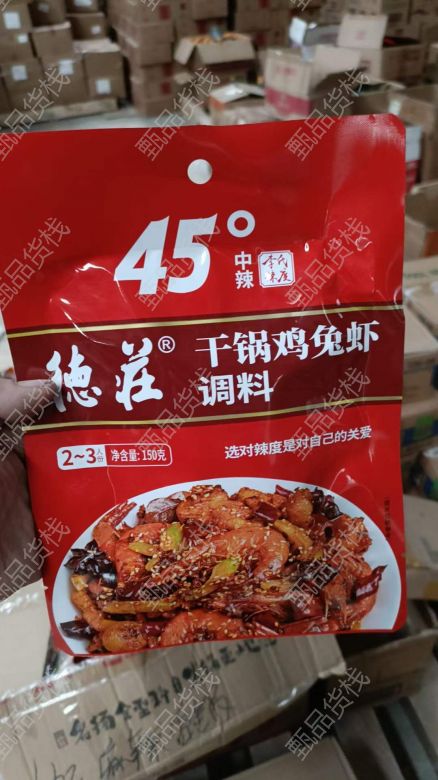 45°
中辣
李氏辣度
德莊®
干锅鸡兔虾
调料
2~3人份
净含量:150克
选对辣度是对自己的关爱
甄品货栈